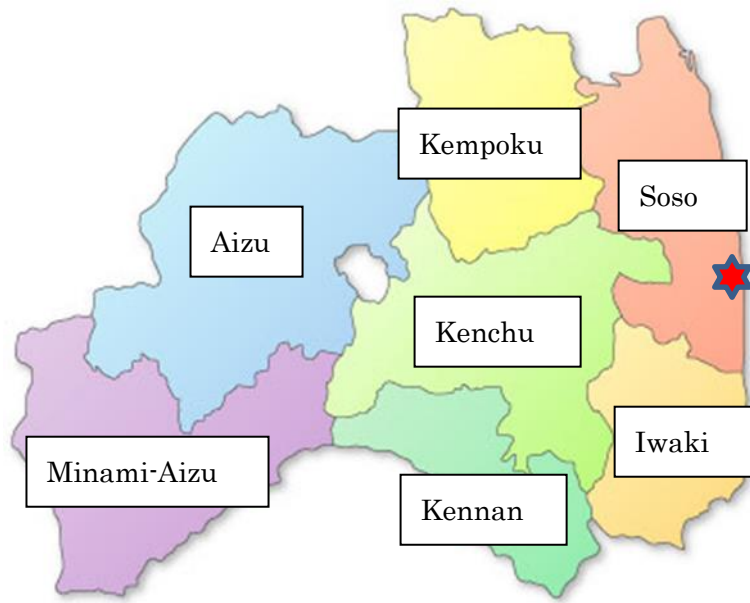 Kempoku
Soso
Aizu
Kenchu
Iwaki
Minami-Aizu
Kennan